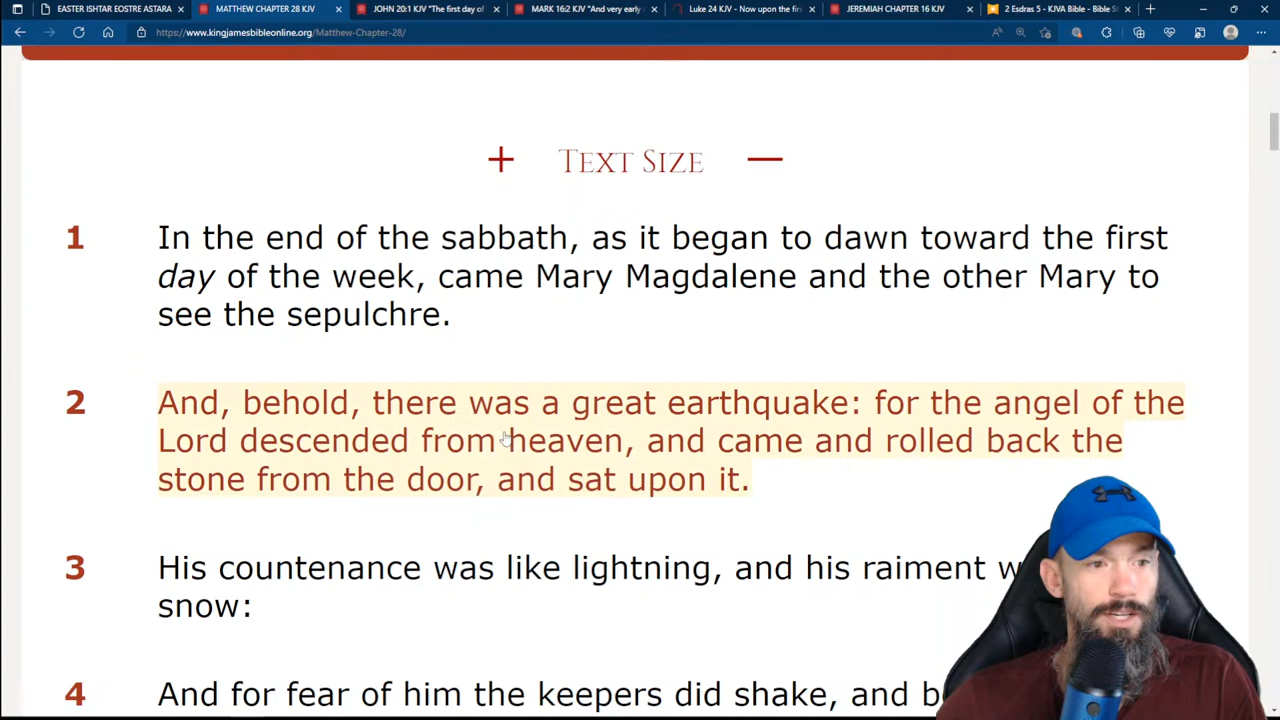 EASTER ISHTAR EOSTRE ASTARA
MATTHEW CHAPTER 28 KJV
JOHN 20:1 KJV "The first day of
MARK 16:2 KJV "And very early
Luke 24 KJV - Now upon the fir
JEREMIAH CHAPTER 16 KJV
2 Esdras 5 - KJVA Bible - Bible St
https://www.kingjamesbibleonline.org/Matthew-Chapter-28/
+ TEXT SIZE —
1 In the end of the sabbath, as it began to dawn toward the first
day of the week, came Mary Magdalene and the other Mary to
see the sepulchre.
2 And, behold, there was a great earthquake: for the angel of the
Lord descended from heaven, and came and rolled back the
stone from the door, and sat upon it.
3 His countenance was like lightning, and his raiment w
snow:
4 And for fear of him the keepers did shake, and b